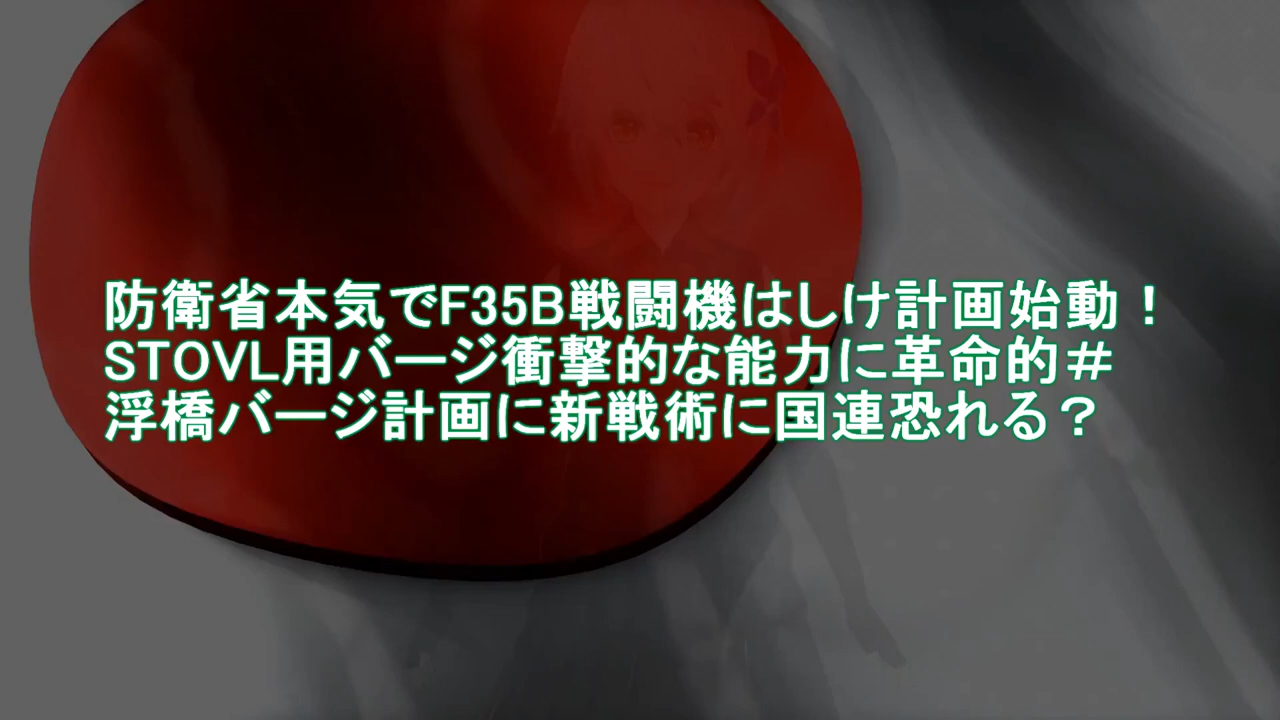 防衛省本気でF35B戦闘機はしけ計画始動！
STOVL用バージ衝撃的な能力に革命的＃
浮橋バージ計画に新戦術に国連恐れる？